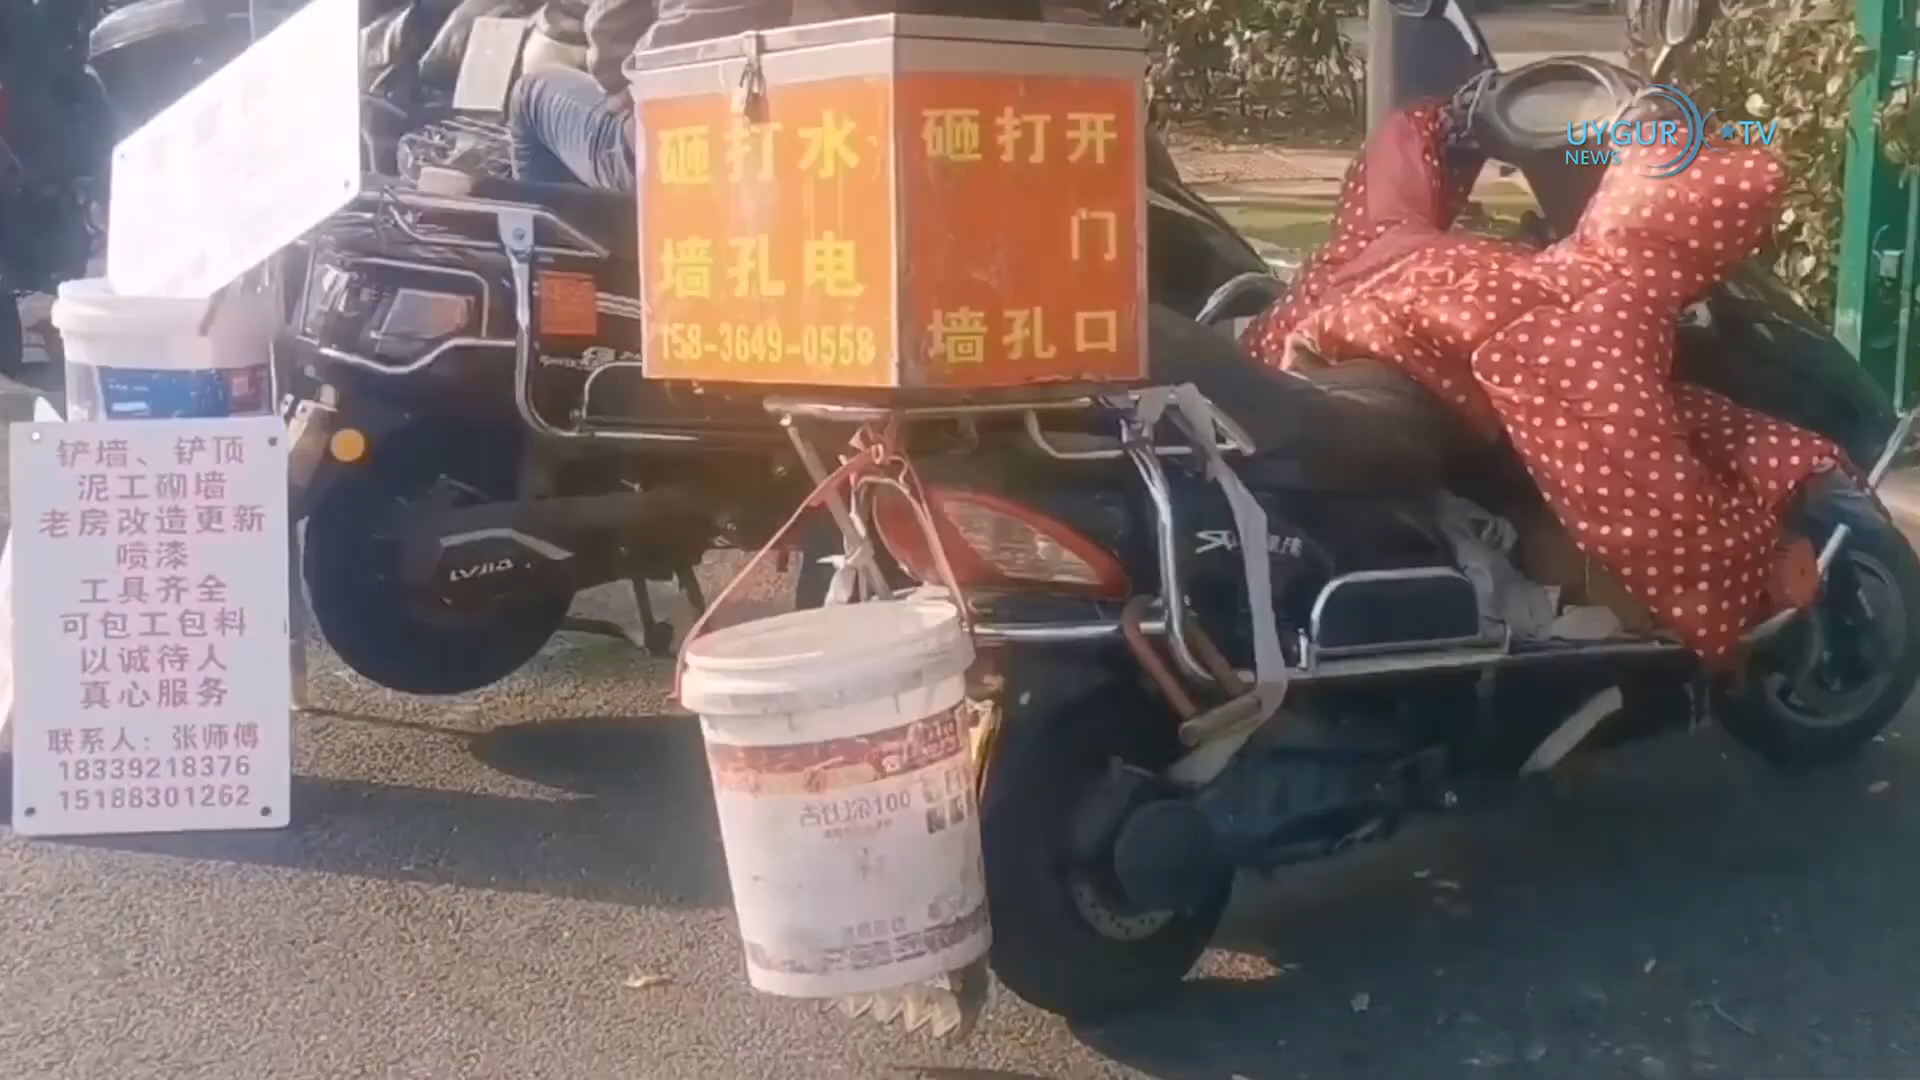 UYGUR TV
NEWS
砸打水
墙孔电
158-3649-0558
砸打开
门
墙孔口
铲墙、铲顶
泥工砌墙
老房改造更新
喷漆
工具齐全
可包工包料
以诚待人
真心服务
联系人：张师傅
18339218376
15188301262
LVJIA
100